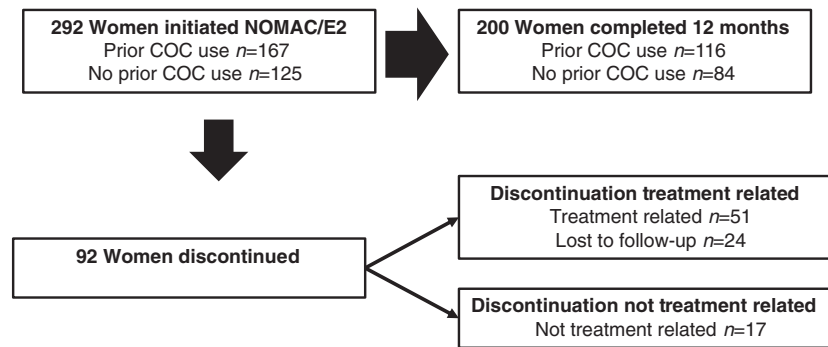 292 Women initiated NOMAC/E2
Prior COC use n=167
No prior COC use n=125
200 Women completed 12 months
Prior COC use n=116
No prior COC use n=84
92 Women discontinued
Discontinuation treatment related
Treatment related n=51
Lost to follow-up n=24
Discontinuation not treatment related
Not treatment related n=17